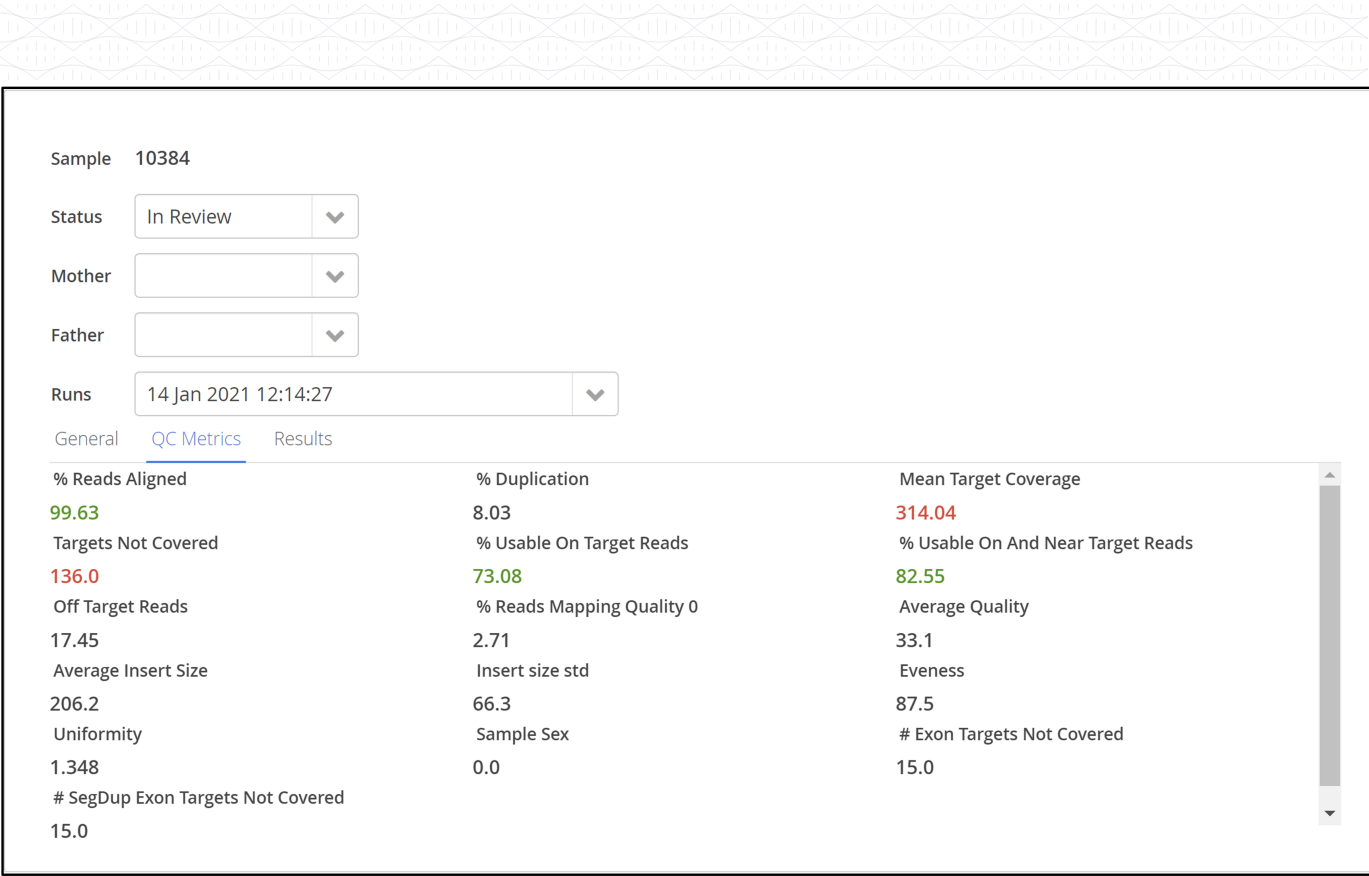 Sample 10384
Status In Review
Mother
Father
Runs 14 Jan 2021 12:14:27
General QC Metrics Results
% Reads Aligned % Duplication Mean Target Coverage
99.63 8.03 314.04
Targets Not Covered % Usable On Target Reads % Usable On And Near Target Reads
136.0 73.08 82.55
Off Target Reads % Reads Mapping Quality 0 Average Quality
17.45 2.71 33.1
Average Insert Size Insert size std Eveness
206.2 66.3 87.5
Uniformity Sample Sex # Exon Targets Not Covered
1.348 0.0 15.0
# SegDup Exon Targets Not Covered
15.0